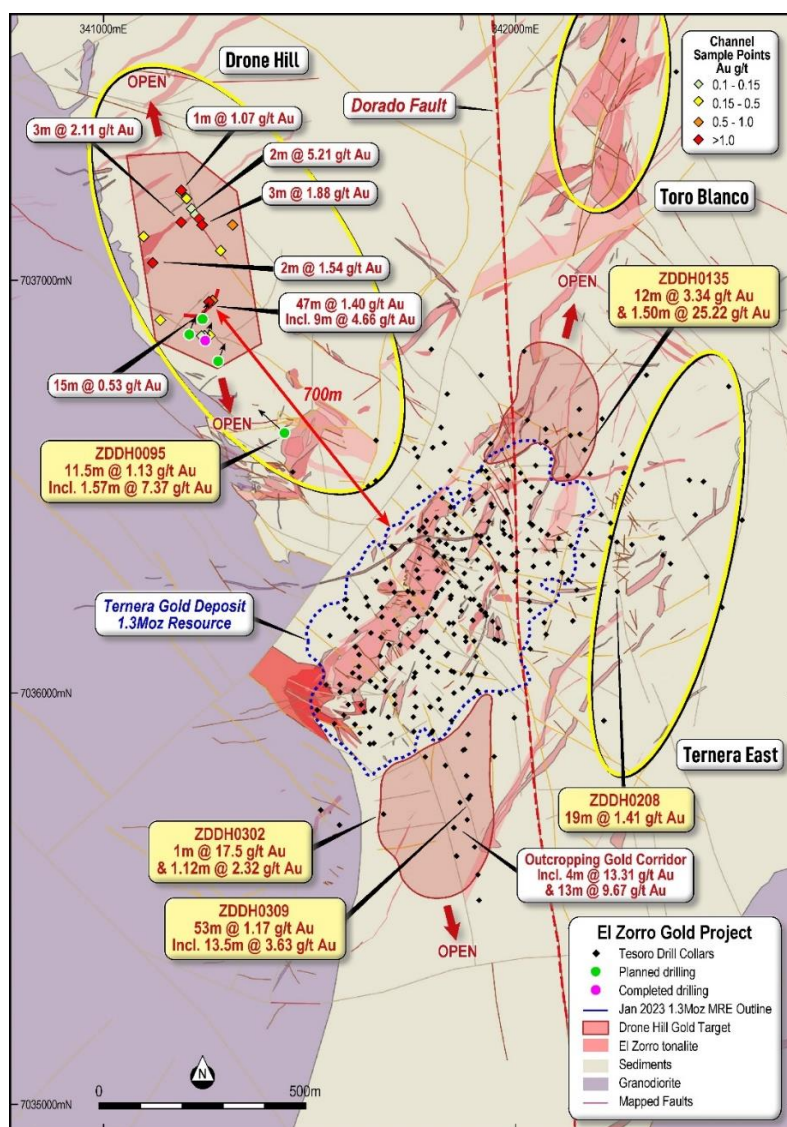 341000mE
342000mE
Drone Hill
OPEN
1m @ 1.07 g/t Au
3m @ 2.11 g/t Au
2m @ 5.21 g/t Au
3m @ 1.88 g/t Au
Dorado Fault
Channel
Sample Points
Au g/t
0.1 - 0.15
0.15 - 0.5
0.5 - 1.0
>1.0
Toro Blanco
7037000mN
2m @ 1.54 g/t Au
OPEN
ZDDH0135
12m @ 3.34 g/t Au
& 1.50m @ 25.22 g/t Au
47m @ 1.40 g/t Au
Incl. 9m @ 4.66 g/t Au
15m @ 0.53 g/t Au
700m
OPEN
ZDDH0095
11.5m @ 1.13 g/t Au
Incl. 1.57m @ 7.37 g/t Au
Ternera Gold Deposit
1.3Moz Resource
7036000mN
Ternera East
ZDDH0208
19m @ 1.41 g/t Au
ZDDH0302
1m @ 17.5 g/t Au
& 1.12m @ 2.32 g/t Au
Outcropping Gold Corridor
Incl. 4m @ 13.31 g/t Au
& 13m @ 9.67 g/t Au
ZDDH0309
53m @ 1.17 g/t Au
Incl. 13.5m @ 3.63 g/t Au
OPEN
El Zorro Gold Project
Tesoro Drill Collars
Planned drilling
Completed drilling
Jan 2023 1.3Moz MRE Outline
Drone Hill Gold Target
El Zorro tonalite
Sediments
Granodiorite
Mapped Faults
N
0
500m
7035000mN